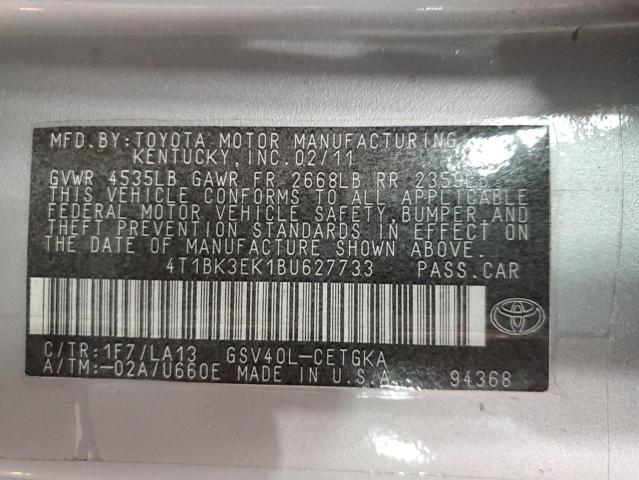 MFD.BY:TOYOTA MOTOR MANUFACTURING,
KENTUCKY, INC.02/11
GVWR 4535LB GAWR FR 2668LB RR 2359LB
THIS VEHICLE CONFORMS TO ALL APPLICABLE
FEDERAL MOTOR VEHICLE SAFETY,BUMPER,AND
THEFT PREVENTION STANDARDS IN EFFECT ON
THE DATE OF MANUFACTURE SHOWN ABOVE.
4T1BK3EK1BU627733 PASS.CAR
C/TR:1F7/LA13 GSV40L-CETGKA
A/TM:-02A/U660E MADE IN U.S.A.
94368